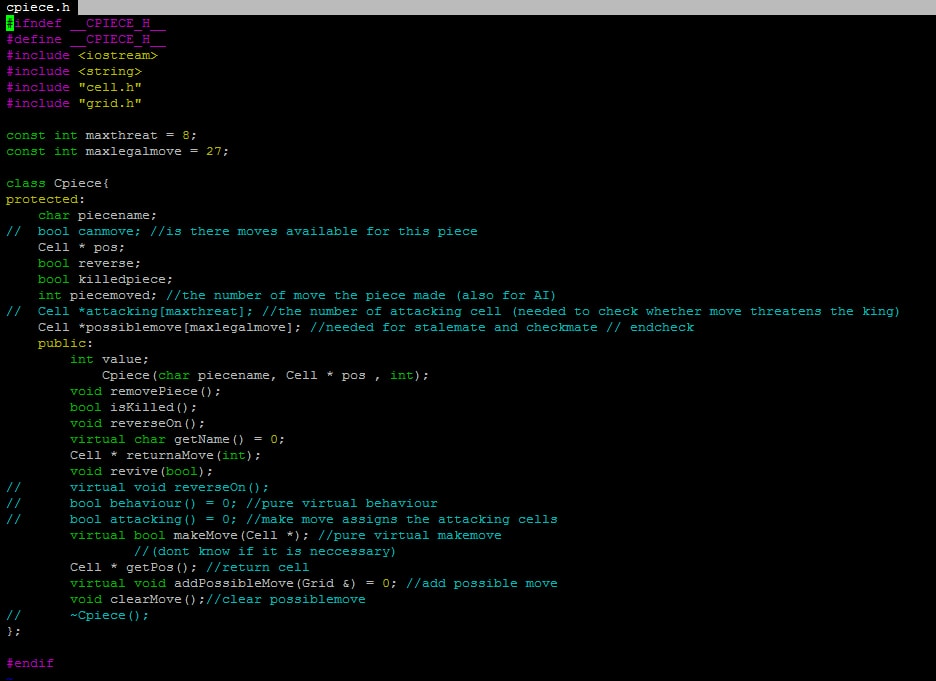 cpiece.h
#ifndef __CPIECE_H__
#define __CPIECE_H__
#include <iostream>
#include <string>
#include "cell.h"
#include "grid.h"

const int maxthreat = 8;
const int maxlegalmove = 27;

class Cpiece{
protected:
    char piecename;
//  bool canmove; //is there moves available for this piece
    Cell * pos;
    bool reverse;
    bool killedpiece;
    int piecemoved; //the number of move the piece made (also for AI)
//  Cell *attacking[maxthreat]; //the number of attacking cell (needed to check whether move threatens the king)
    Cell *possiblemove[maxlegalmove]; //needed for stalemate and checkmate // endcheck
    public:
        int value;
            Cpiece(char piecename, Cell * pos , int);
        void removePiece();
        bool isKilled();
        void reverseOn();
        virtual char getName() = 0;
        Cell * returnaMove(int);
        void revive(bool);
//      virtual void reverseOn();
//      bool behaviour() = 0; //pure virtual behaviour
//      bool attacking() = 0; //make move assigns the attacking cells
        virtual bool makeMove(Cell *); //pure virtual makemove
                //(dont know if it is neccessary)
        Cell * getPos(); //return cell
        virtual void addPossibleMove(Grid &) = 0; //add possible move
        void clearMove();//clear possiblemove
//      ~Cpiece();
};

#endif